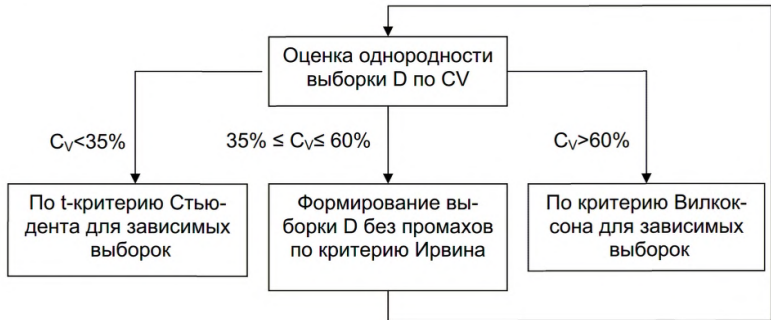 Оценка однородности
выборки D по CV
Cᵥ<35%
35% ≤ Cᵥ≤ 60%
Cᵥ>60%
По t-критерию Стью-
дента для зависимых
выборок
Формирование вы-
борки D без промахов
по критерию Ирвина
По критерию Вилкок-
сона для зависимых
выборок